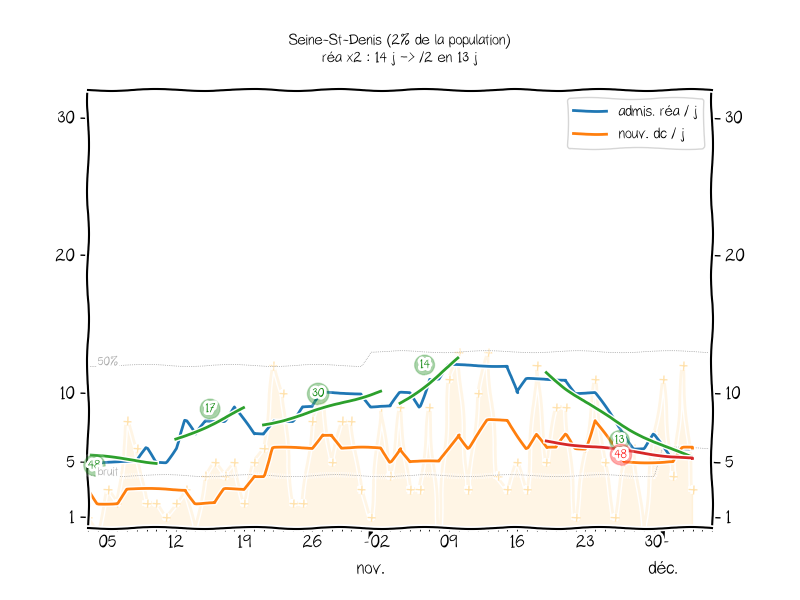 Seine-St-Denis (2% de la population)
réa x2 : 14 j -> /2 en 13 j
admis. réa / j
nouv. dc / j
30
30
20
20
50%
14
30
17
10
10
13
48
48
5
5
bruit
1
1
05 12 19 26 02 09 16 23 30
nov. déc.